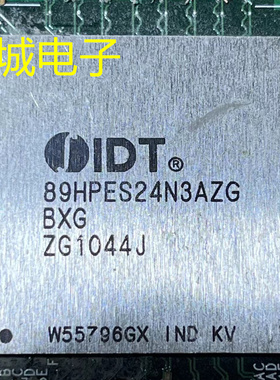 城电子
IDT®
89HPES24N3AZG
BXG
ZG1044J
W55796GX IND KV